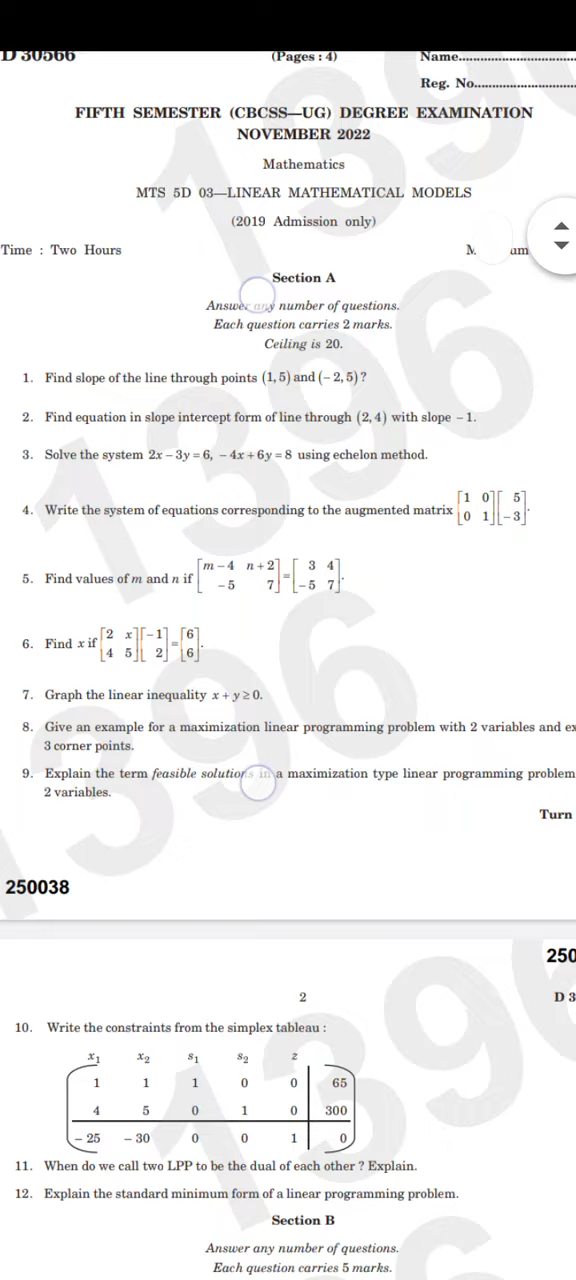 D 30566
(Pages : 4)
Name
Reg. No
FIFTH SEMESTER (CBCSS—UG) DEGREE EXAMINATION
NOVEMBER 2022
Mathematics
MTS 5D 03—LINEAR MATHEMATICAL MODELS
(2019 Admission only)
Time : Two Hours
Section A
Answer any number of questions.
Each question carries 2 marks.
Ceiling is 20.
1. Find slope of the line through points (1, 5) and (– 2, 5) ?
2. Find equation in slope intercept form of line through (2, 4) with slope – 1.
3. Solve the system 2x – 3y = 6, – 4x + 6y = 8 using echelon method.
4. Write the system of equations corresponding to the augmented matrix [1 0; 0 1][5; –3].
5. Find values of m and n if [m – 4 n + 2; – 5 7] = [3 4; – 5 7].
6. Find x if [2 x; 4 5][–1; 2] = [6; 6].
7. Graph the linear inequality x + y ≥ 0.
8. Give an example for a maximization linear programming problem with 2 variables and
3 corner points.
9. Explain the term feasible solutions in a maximization type linear programming problem
2 variables.
Turn
250038
1396
1396
1396
250
2
D 3
10. Write the constraints from the simplex tableau :
x1 x2 s1 s2 z
1 1 1 0 0 65
4 5 0 1 0 300
– 25 – 30 0 0 1 0
11. When do we call two LPP to be the dual of each other ? Explain.
12. Explain the standard minimum form of a linear programming problem.
Section B
Answer any number of questions.
Each question carries 5 marks.
1396